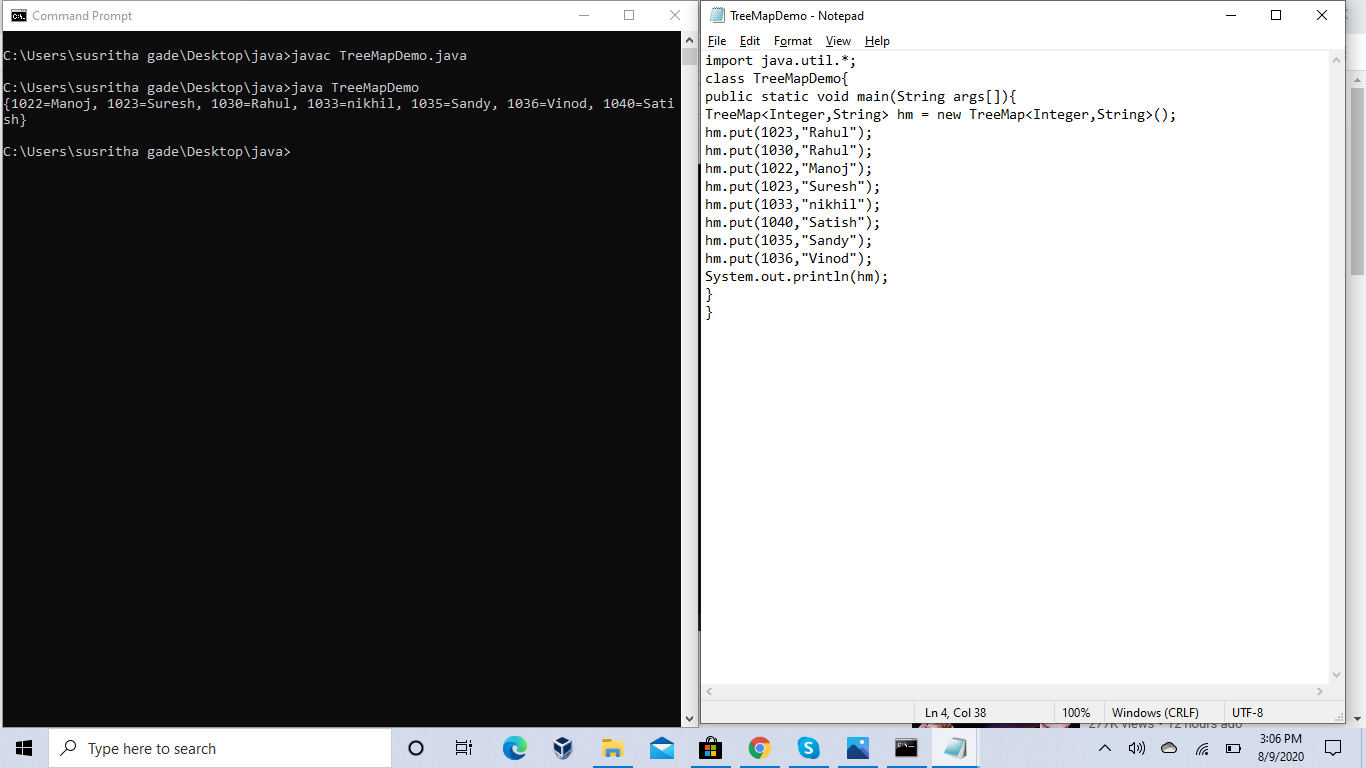 Command Prompt
C:\Users\susritha gade\Desktop\java>javac TreeMapDemo.java
C:\Users\susritha gade\Desktop\java>java TreeMapDemo
{1022=Manoj, 1023=Suresh, 1030=Rahul, 1033=nikhil, 1035=Sandy, 1036=Vinod, 1040=Sati
sh}
C:\Users\susritha gade\Desktop\java>
TreeMapDemo - Notepad
File Edit Format View Help
import java.util.*;
class TreeMapDemo{
public static void main(String args[]){
TreeMap<Integer,String> hm = new TreeMap<Integer,String>();
hm.put(1023,"Rahul");
hm.put(1030,"Rahul");
hm.put(1022,"Manoj");
hm.put(1023,"Suresh");
hm.put(1033,"nikhil");
hm.put(1040,"Satish");
hm.put(1035,"Sandy");
hm.put(1036,"Vinod");
System.out.println(hm);
}
}
Ln 4, Col 38 100% Windows (CRLF) UTF-8
277K views • 12 hours ago
Type here to search
3:06 PM
8/9/2020